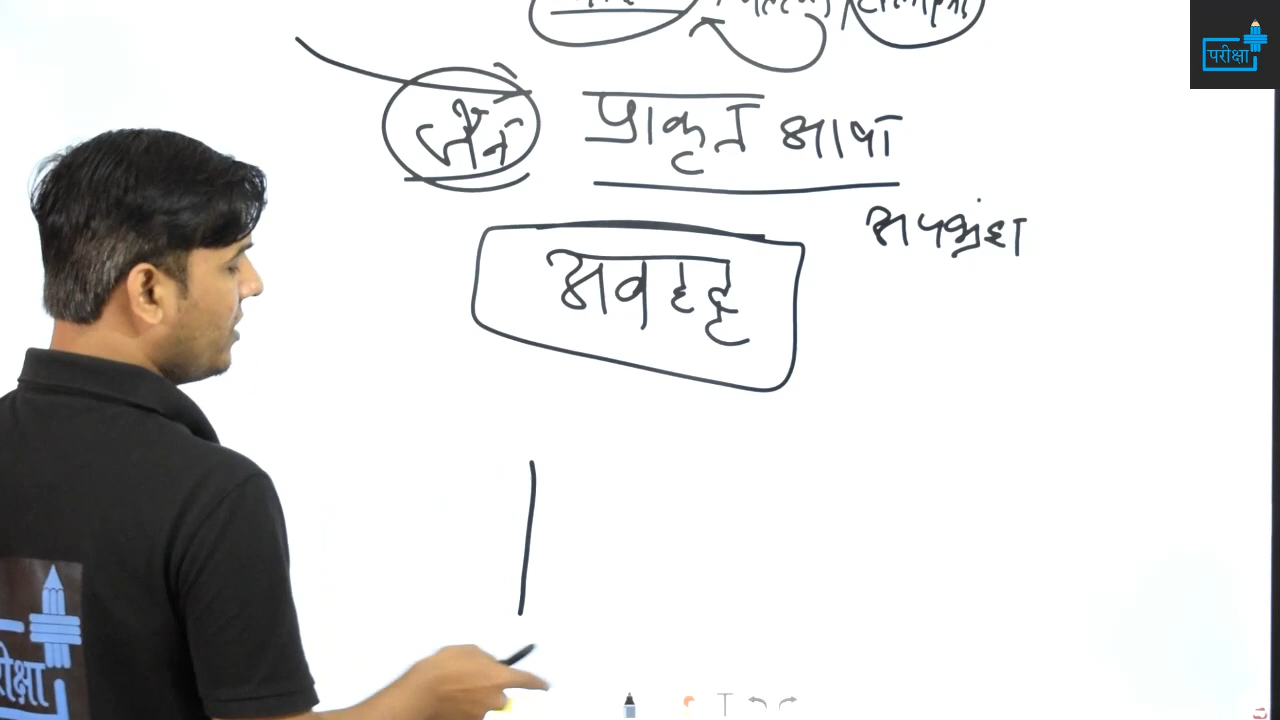 परीक्षा
जैन प्राकृत भाषा
अपभ्रंश
अवहट्ट
रीक्षा